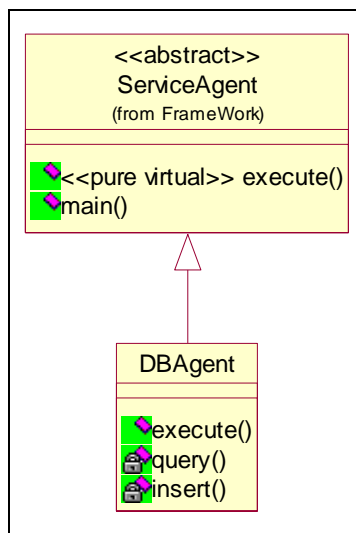 <<abstract>>
ServiceAgent
(from FrameWork)
<<pure virtual>> execute()
main()
DBAgent
execute()
query()
insert()